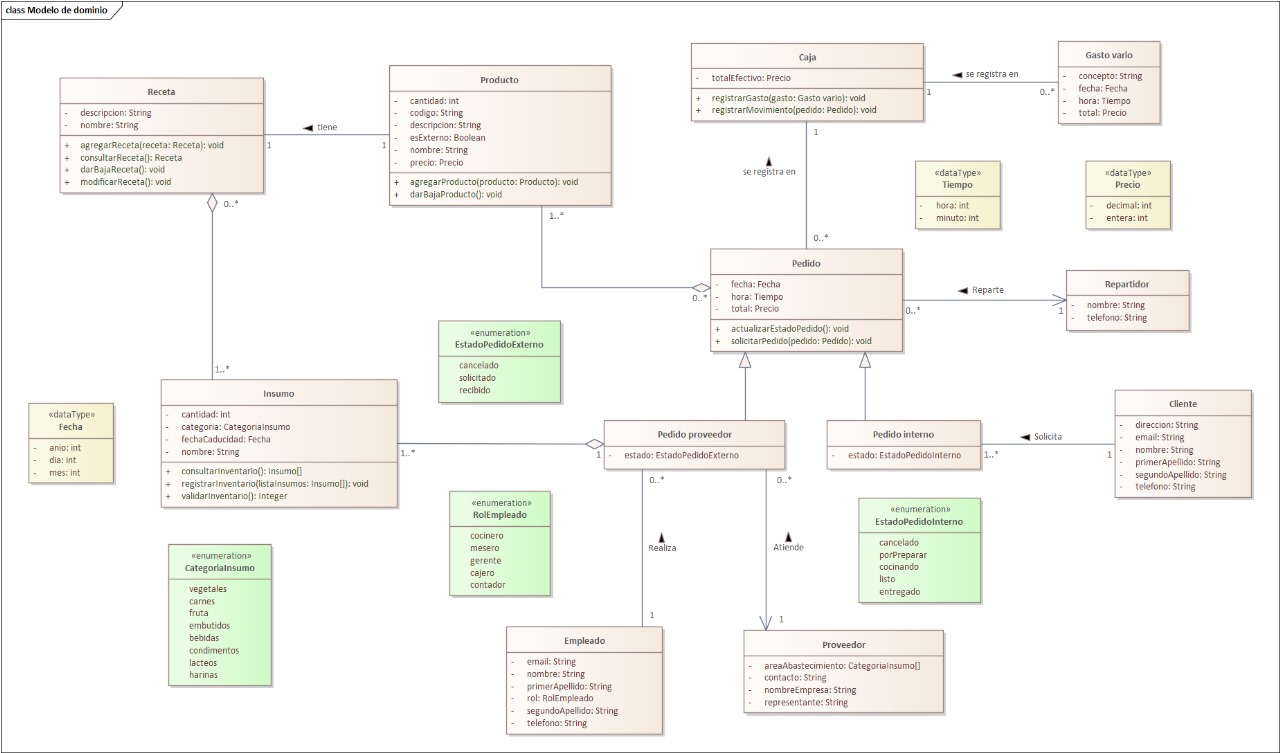 class Modelo de dominio
Receta
- descripcion: String
- nombre: String
+ agregarReceta(receta: Receta): void
+ consultarReceta(): Receta
+ darBajaReceta(): void
+ modificarReceta(): void
0..*
1
tiene
1
Producto
- cantidad: int
- codigo: String
- descripcion: String
- esExterno: Boolean
- nombre: String
- precio: Precio
+ agregarProducto(producto: Producto): void
+ darBajaProducto(): void
1..*
Caja
- totalEfectivo: Precio
+ registrarGasto(gasto: Gasto vario): void
+ registrarMovimiento(pedido: Pedido): void
1
se registra en
0..*
Gasto vario
- concepto: String
- fecha: Fecha
- hora: Tiempo
- total: Precio
1
se registra en
0..*
«dataType»
Tiempo
- hora: int
- minuto: int
«dataType»
Precio
- decimal: int
- entera: int
Pedido
- fecha: Fecha
- hora: Tiempo
- total: Precio
+ actualizarEstadoPedido(): void
+ solicitarPedido(pedido: Pedido): void
0..*
0..*
Reparte
1
Repartidor
- nombre: String
- telefono: String
«enumeration»
EstadoPedidoExterno
cancelado
solicitado
recibido
1..*
Insumo
- cantidad: int
- categoria: CategoriaInsumo
- fechaCaducidad: Fecha
- nombre: String
+ consultarInventario(): Insumo[]
+ registrarInventario(listaInsumos: Insumo[]): void
+ validarInventario(): Integer
1..*
1
«dataType»
Fecha
- anio: int
- dia: int
- mes: int
Pedido proveedor
- estado: EstadoPedidoExterno
0..*
0..*
Pedido interno
- estado: EstadoPedidoInterno
1..*
Solicita
1
Cliente
- direccion: String
- email: String
- nombre: String
- primerApellido: String
- segundoApellido: String
- telefono: String
«enumeration»
RolEmpleado
cocinero
mesero
gerente
cajero
contador
«enumeration»
EstadoPedidoInterno
cancelado
porPreparar
cocinando
listo
entregado
«enumeration»
CategoriaInsumo
vegetales
carnes
fruta
embutidos
bebidas
condimentos
lacteos
harinas
Realiza
Atiende
1
1
Empleado
- email: String
- nombre: String
- primerApellido: String
- rol: RolEmpleado
- segundoApellido: String
- telefono: String
Proveedor
- areaAbastecimiento: CategoriaInsumo[]
- contacto: String
- nombreEmpresa: String
- representante: String